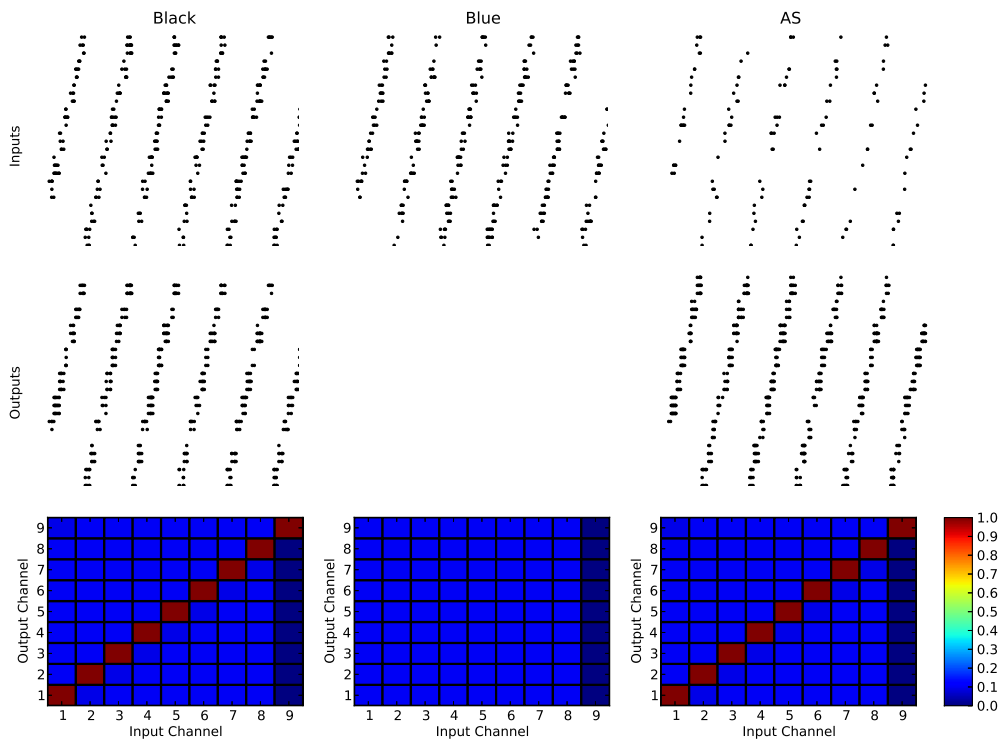 Black Blue AS
Inputs
Outputs
9 9 9 1.0
8 8 8 0.9
7 7 7 0.8
6 6 6 0.7
5 5 5 0.6
4 4 4 0.5
3 3 3 0.4
2 2 2 0.3
1 1 1 0.2
0.1
0.0
Output Channel Output Channel Output Channel
1 2 3 4 5 6 7 8 9 1 2 3 4 5 6 7 8 9 1 2 3 4 5 6 7 8 9
Input Channel Input Channel Input Channel